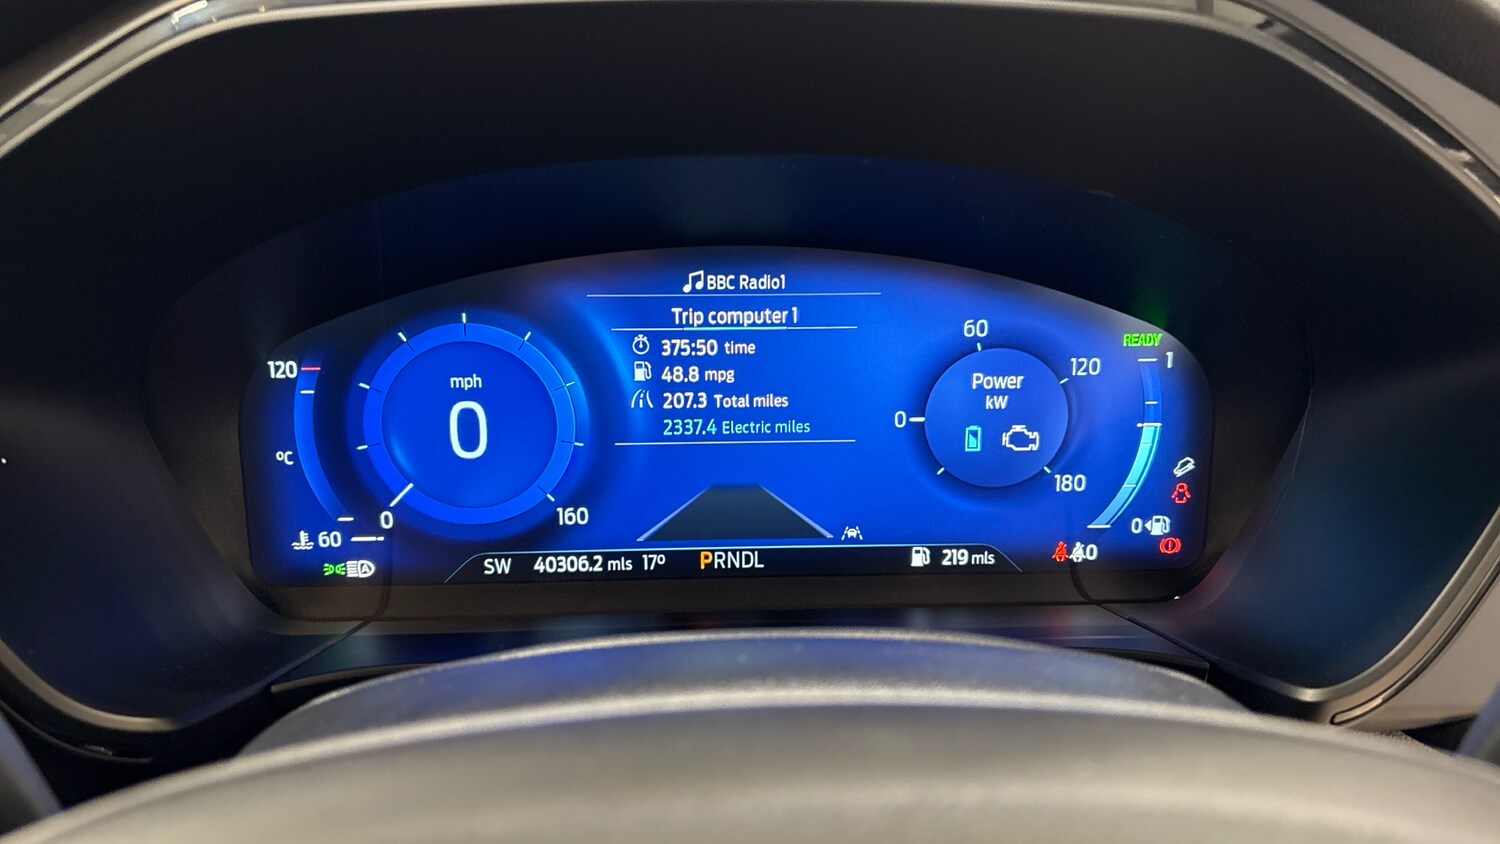 BBC Radio1
Trip computer 1
375:50 time
48.8 mpg
207.3 Total miles
2337.4 Electric miles
120
°C
60
mph
0
0
160
60
120
0
180
Power
kW
READY
1
0
A
0
SW 40306.2 mls 17° PRNDL 219 mls